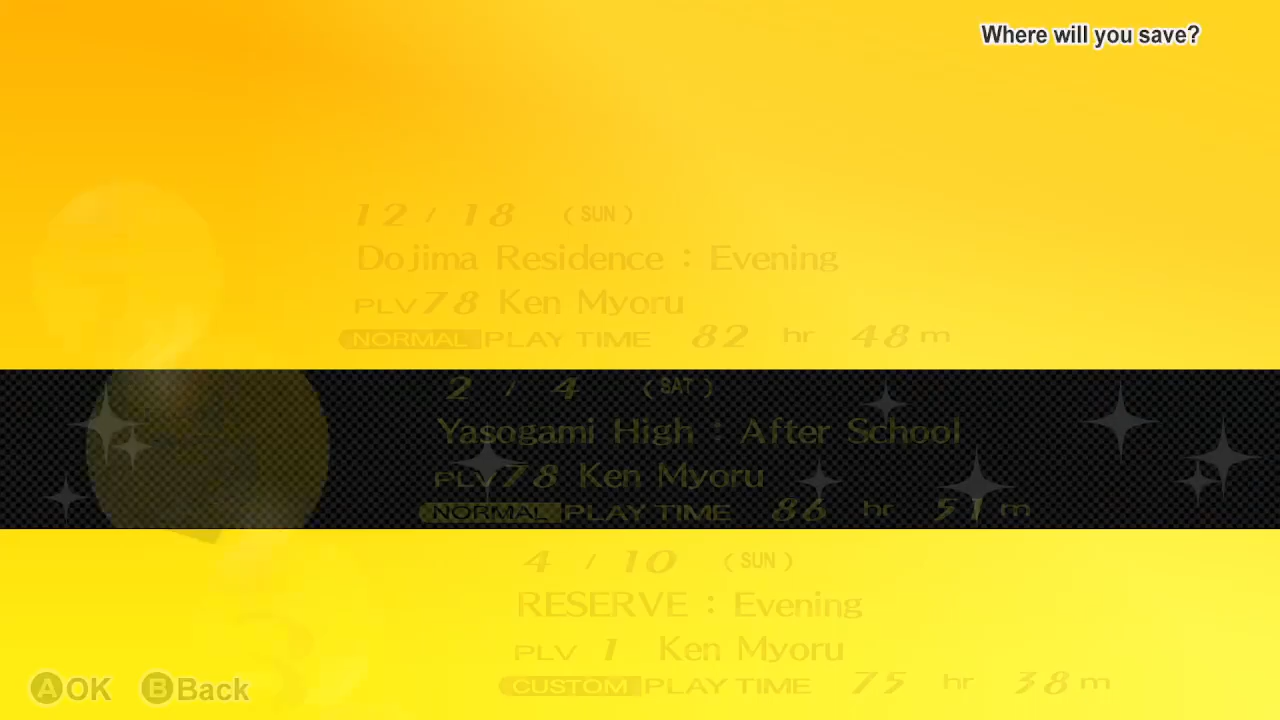 Where will you save?
12 / 18 (SUN)
Dojima Residence : Evening
PLV 78 Ken Myoru
NORMAL PLAY TIME 82 hr 48 m
2 / 4 (SAT)
Yasogami High : After School
PLV 78 Ken Myoru
NORMAL PLAY TIME 86 hr 51 m
4 / 10 (SUN)
RESERVE : Evening
PLV 1 Ken Myoru
CUSTOM PLAY TIME 75 hr 38 m
A OK B Back